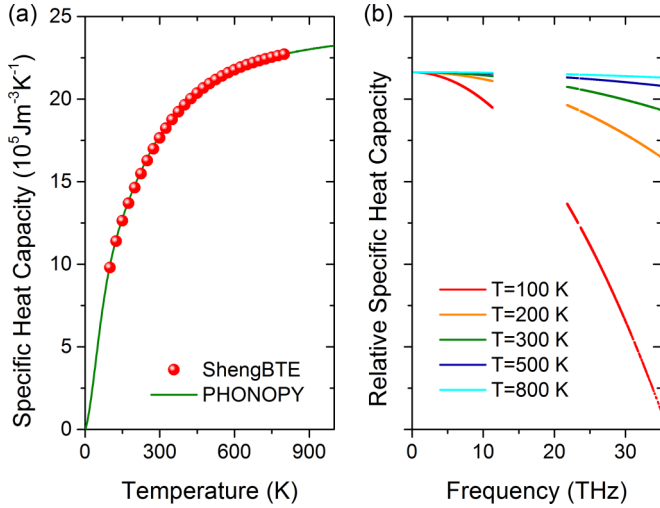 (a)
Specific Heat Capacity (10⁵Jm⁻³K⁻¹)
25
20
15
10
5
0
ShengBTE
PHONOPY
0 300 600 900
Temperature (K)
(b)
Relative Specific Heat Capacity
T=100 K
T=200 K
T=300 K
T=500 K
T=800 K
0 10 20 30
Frequency (THz)